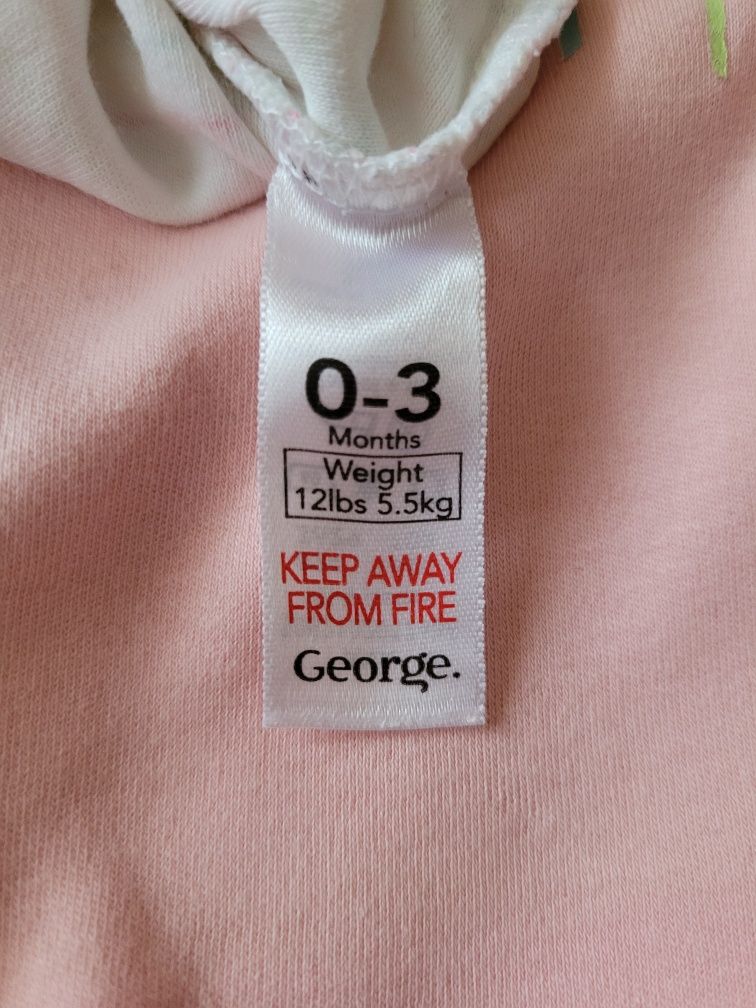 0-3
Months
Weight
12lbs 5.5kg
KEEP AWAY
FROM FIRE
George.